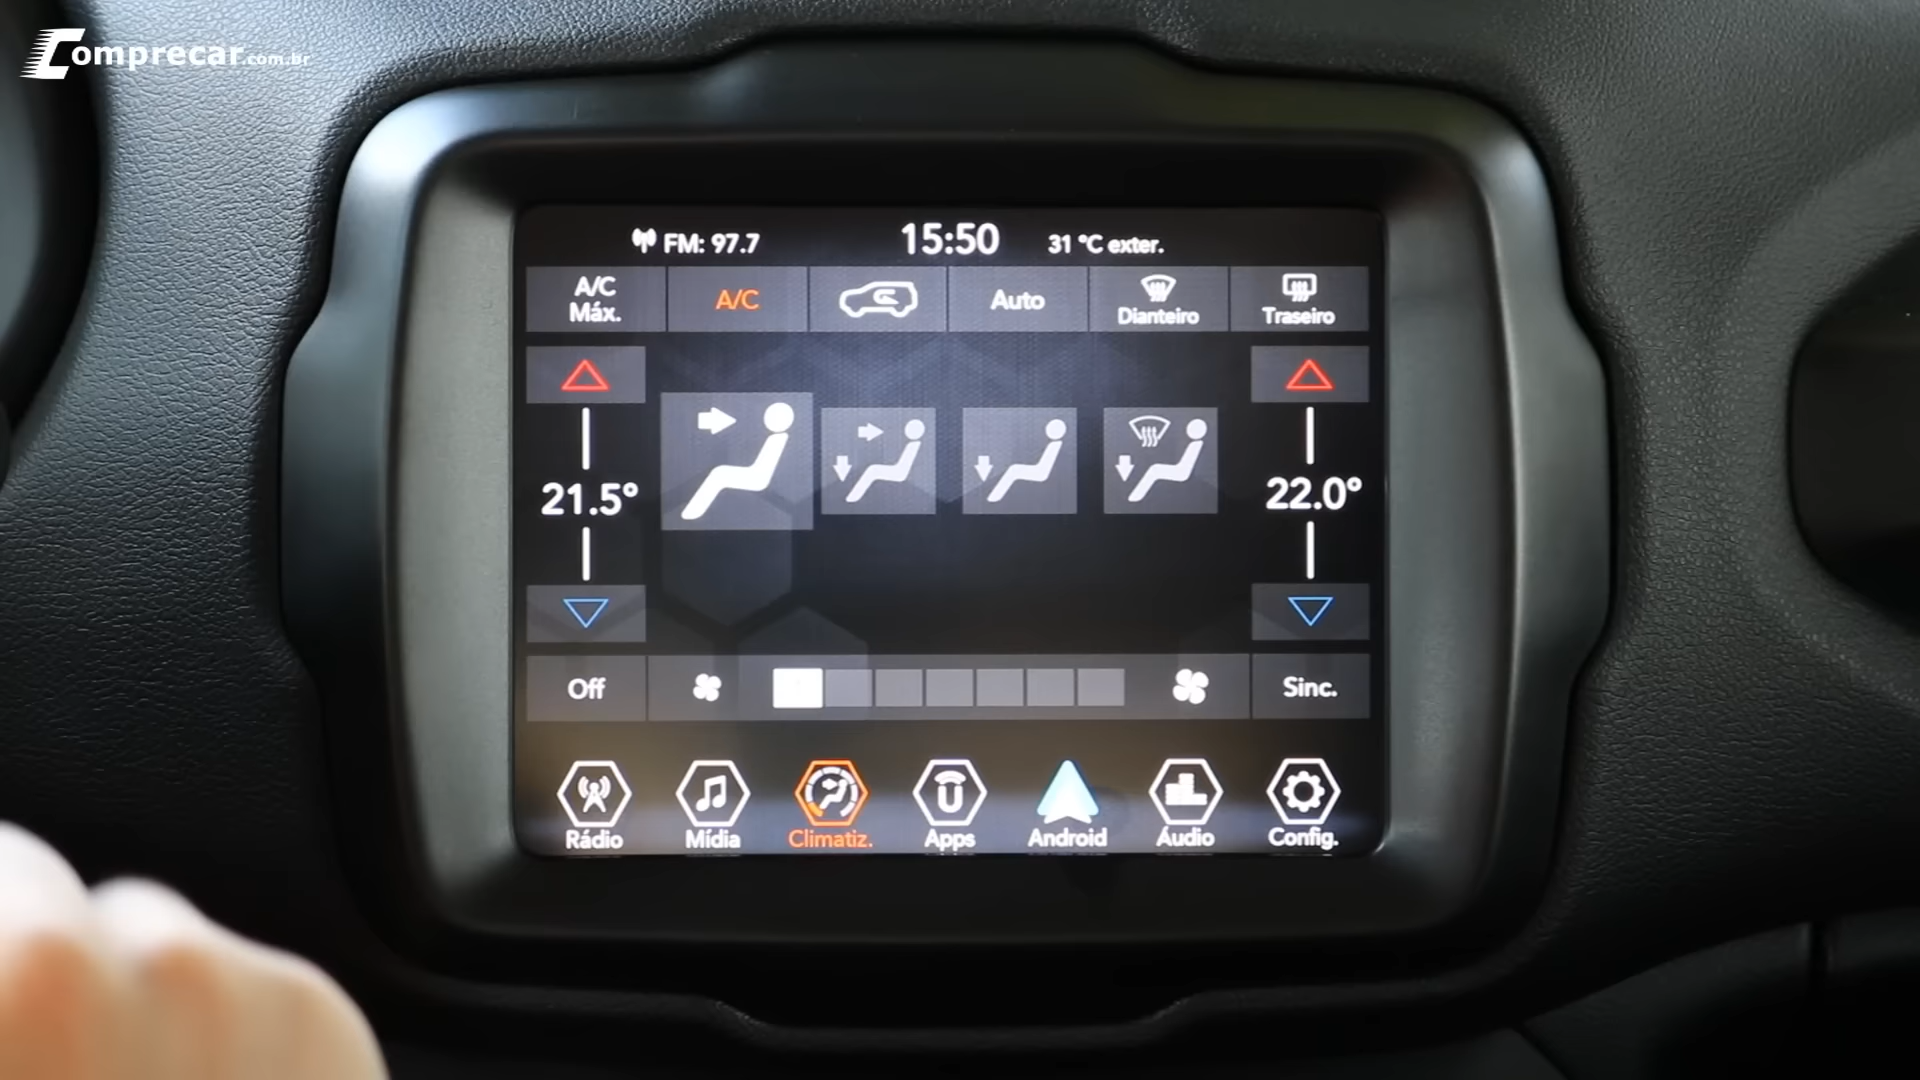 Comprecar.com.br
FM: 97.7
15:50
31 °C exter.
A/C
Máx.
A/C
Auto
Dianteiro
Traseiro
21.5°
22.0°
Off
Sinc.
Rádio
Mídia
Climatiz.
Apps
Android
Áudio
Config.